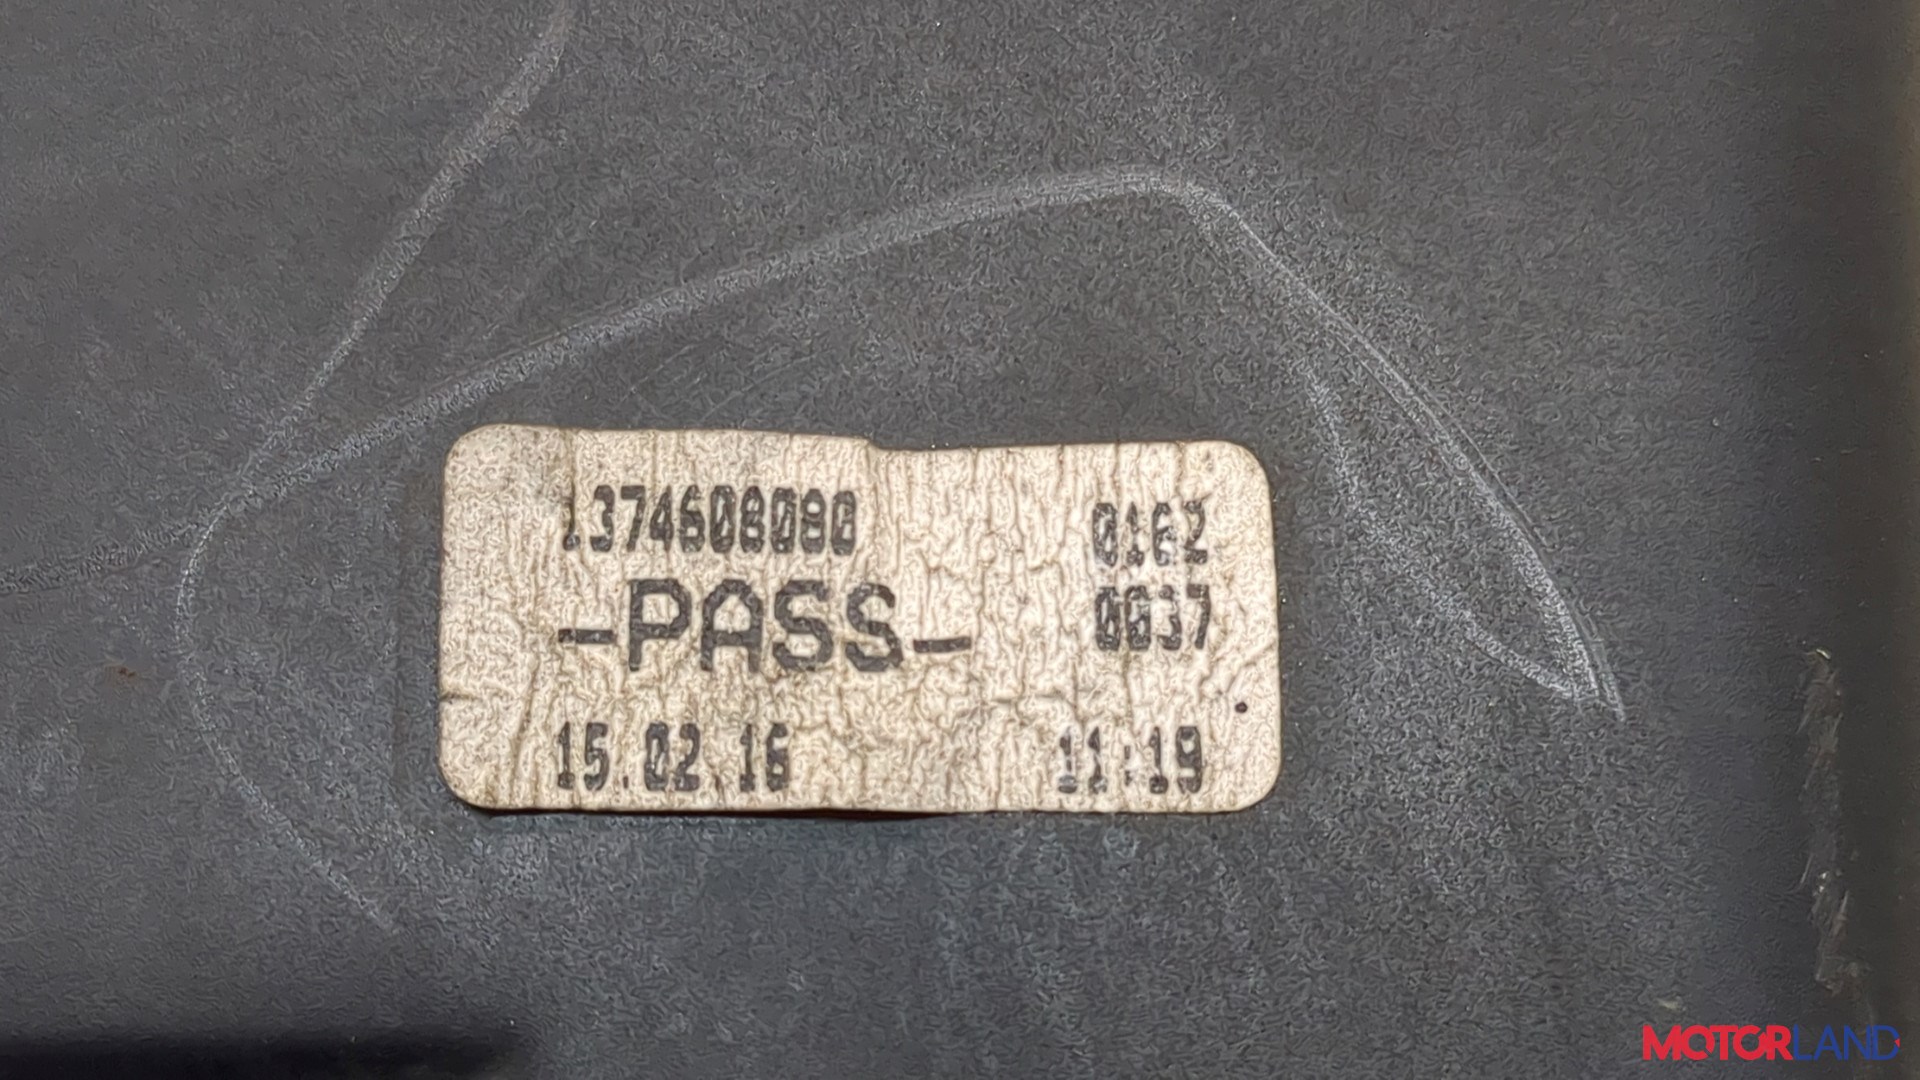 1374608080 0162
-PASS- 0037
15.02 16 11:19
MOTORLAND